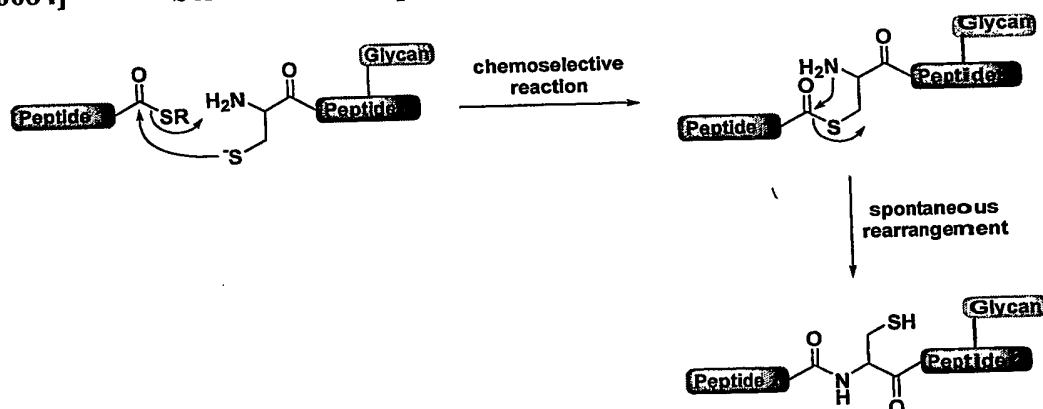 Glycan
O
O
H₂N
Peptide
SR
Peptide
⁻S
chemoselective
reaction
Glycan
O
H₂N
Peptide
O
S
Peptide
spontaneous
rearrangement
Glycan
SH
O
Peptide
Peptide
N
H
O